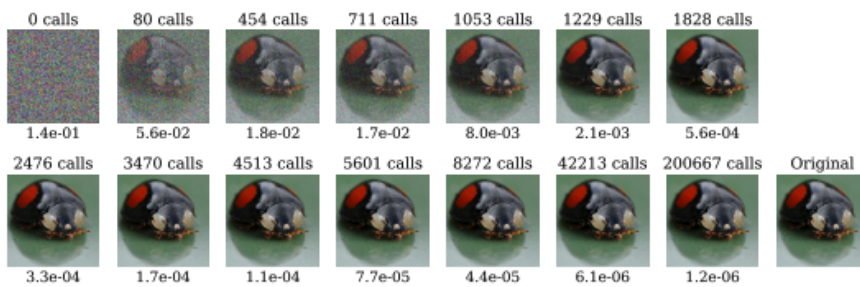 0 calls 80 calls 454 calls 711 calls 1053 calls 1229 calls 1828 calls
1.4e-01 5.6e-02 1.8e-02 1.7e-02 8.0e-03 2.1e-03 5.6e-04
2476 calls 3470 calls 4513 calls 5601 calls 8272 calls 42213 calls 200667 calls Original
3.3e-04 1.7e-04 1.1e-04 7.7e-05 4.4e-05 6.1e-06 1.2e-06